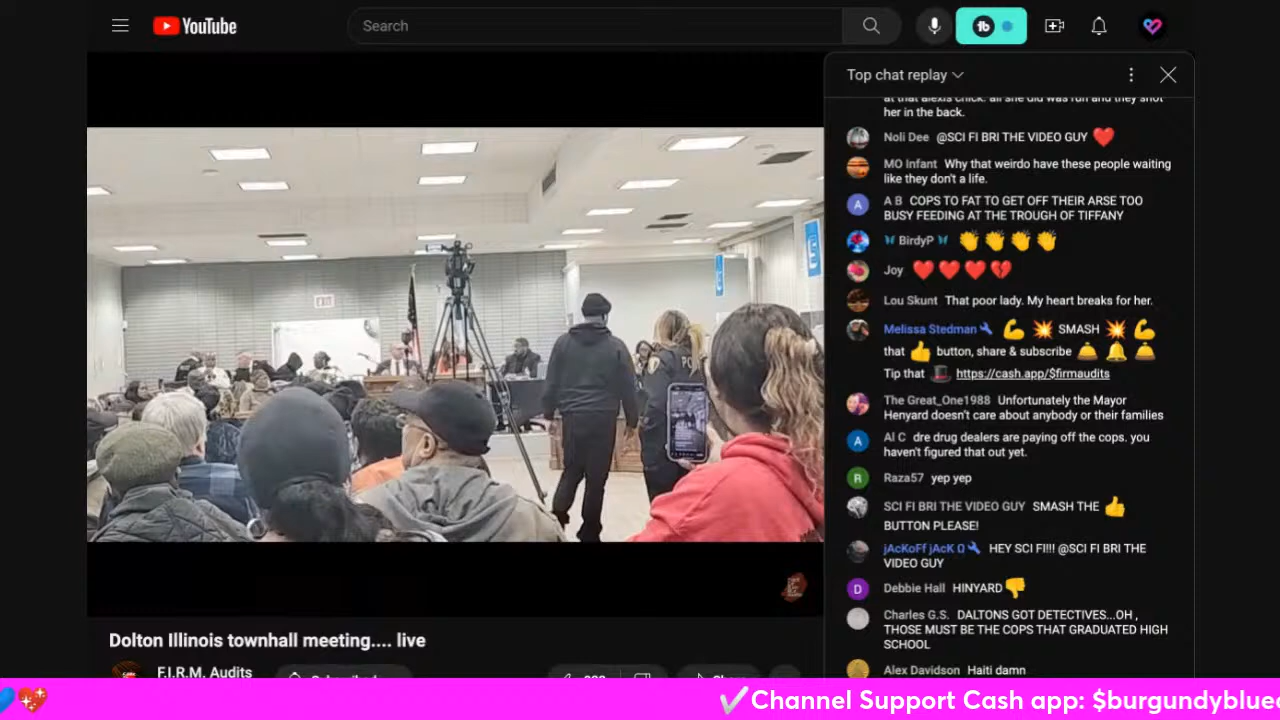 YouTube
Search
Top chat replay
at that alexis chick. all she did was run and they shot
her in the back.
Noli Dee @SCI FI BRI THE VIDEO GUY ❤️
MO Infant Why that weirdo have these people waiting
like they don't a life.
A B COPS TO FAT TO GET OFF THEIR ARSE TOO
BUSY FEEDING AT THE TROUGH OF TIFFANY
🦋 BirdyP 🦋 👏👏👏👏
Joy ❤️❤️❤️💔
Lou Skunt That poor lady. My heart breaks for her.
Melissa Stedman 💪 💥 SMASH 💥 💪
that 👍 button, share & subscribe 🛎️ 🔔 🛎️
Tip that 🎩 https://cash.app/$firmaudits
The Great_One1988 Unfortunately the Mayor
Henyard doesn't care about anybody or their families
Al C dre drug dealers are paying off the cops. you
haven't figured that out yet.
Raza57 yep yep
SCI FI BRI THE VIDEO GUY SMASH THE 👍
BUTTON PLEASE!
jAcKoFf jAcK Ω HEY SCI FI!!! @SCI FI BRI THE
VIDEO GUY
Debbie Hall HINYARD 👎
Charles G.S. DALTONS GOT DETECTIVES...OH ,
THOSE MUST BE THE COPS THAT GRADUATED HIGH
SCHOOL
Alex Davidson Haiti damn
EXIT
PO
Dolton Illinois townhall meeting.... live
F.I.R.M. Audits
Subscribed
Share
✔️Channel Support Cash app: $burgundyblue